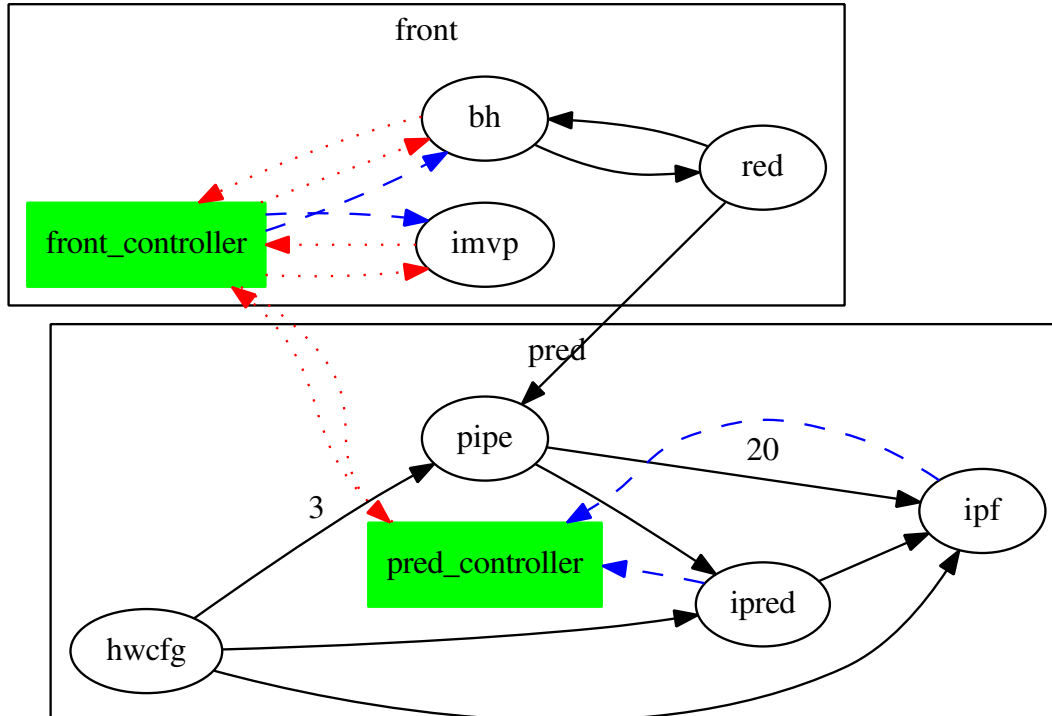 front
bh
red
front_controller
imvp
pred
pipe
20
3
ipf
pred_controller
ipred
hwcfg